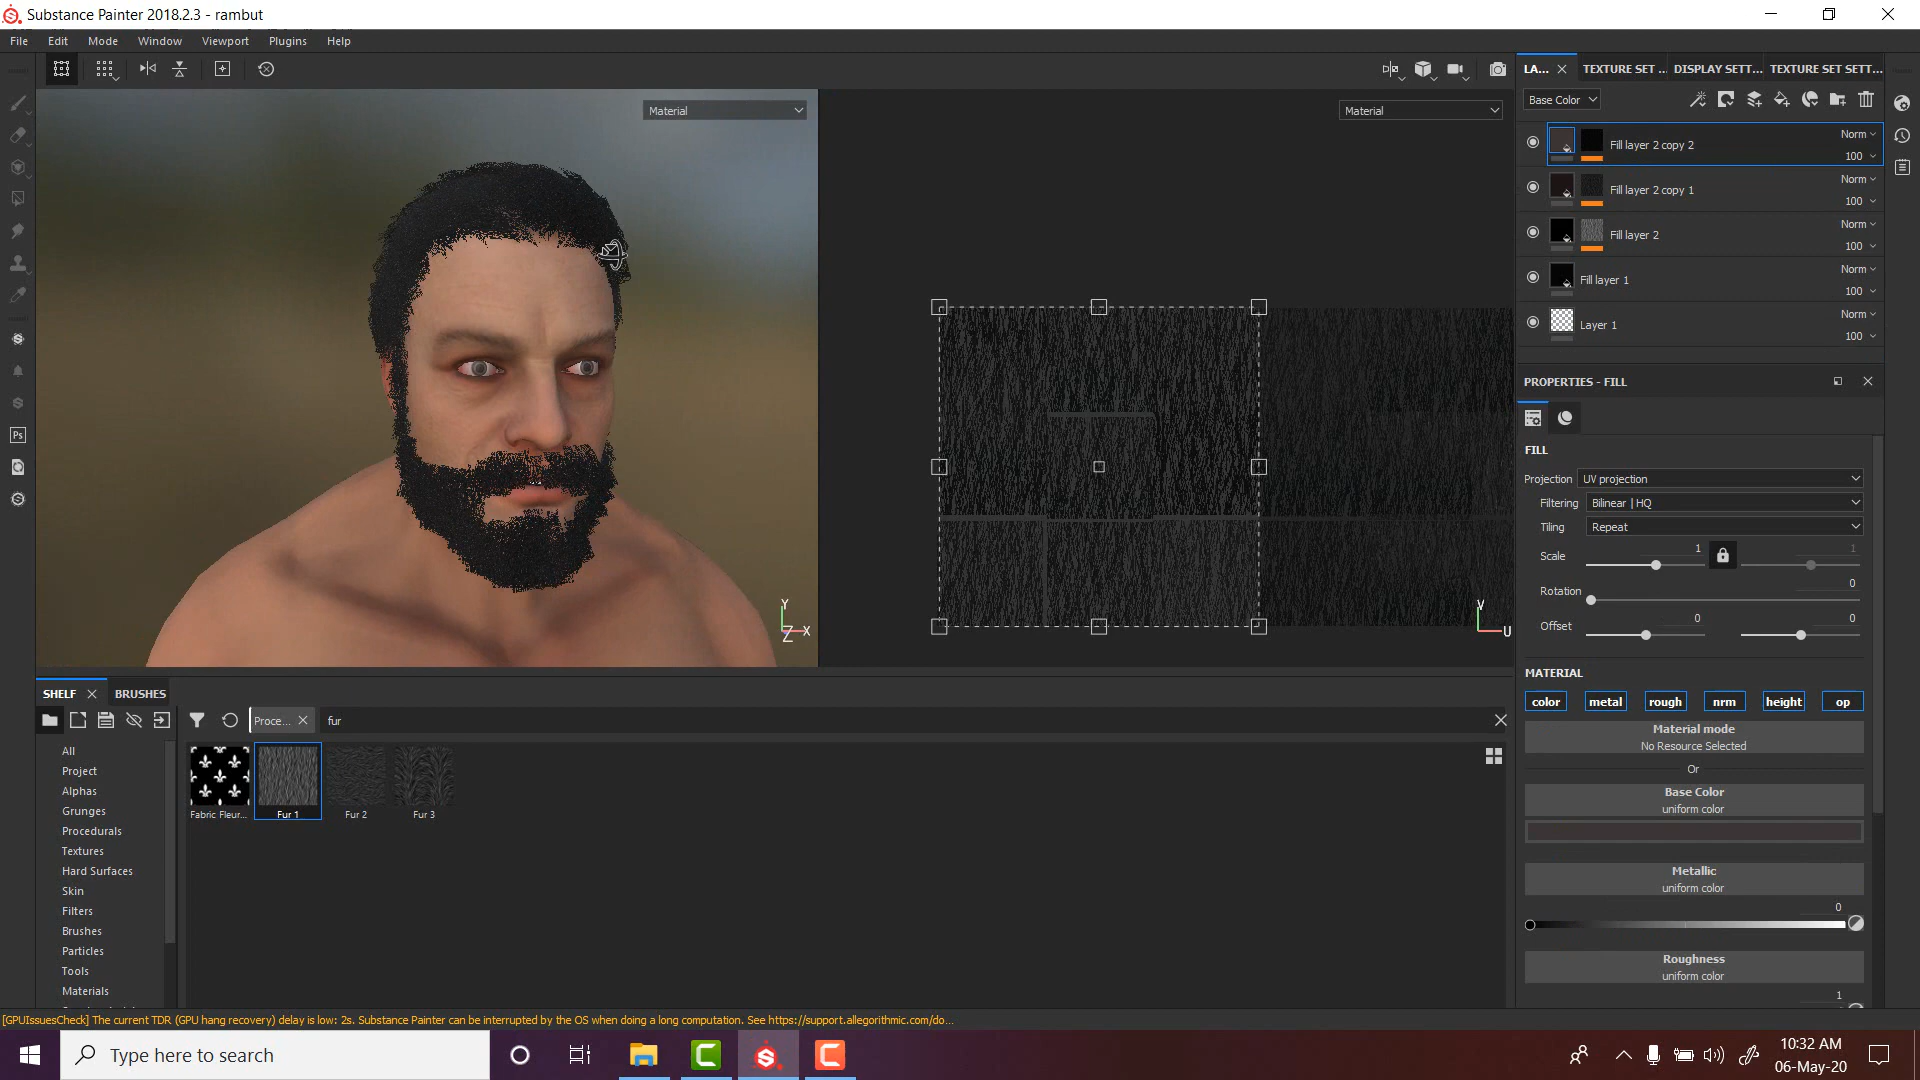 Substance Painter 2018.2.3 - rambut
File Edit Mode Window Viewport Plugins Help
Material
Material
LA...
TEXTURE SET ...
DISPLAY SETT...
TEXTURE SET SETT...
Base Color
Fill layer 2 copy 2
Norm
100
Fill layer 2 copy 1
Norm
100
Fill layer 2
Norm
100
Fill layer 1
Norm
100
Layer 1
Norm
100
PROPERTIES - FILL
FILL
Projection UV projection
Filtering Bilinear | HQ
Tiling Repeat
Scale 1 1
Rotation 0
Offset 0 0
MATERIAL
color metal rough nrm height op
Material mode
No Resource Selected
Or
Base Color
uniform color
Metallic
uniform color
0
Roughness
uniform color
1
Y
Z X
V
U
Ps
SHELF
BRUSHES
Proce...
fur
All
Project
Alphas
Grunges
Procedurals
Textures
Hard Surfaces
Skin
Filters
Brushes
Particles
Tools
Materials
Fabric Fleur...
Fur 1
Fur 2
Fur 3
[GPUIssuesCheck] The current TDR (GPU hang recovery) delay is low: 2s. Substance Painter can be interrupted by the OS when doing a long computation. See https://support.allegorithmic.com/do...
Type here to search
10:32 AM
06-May-20